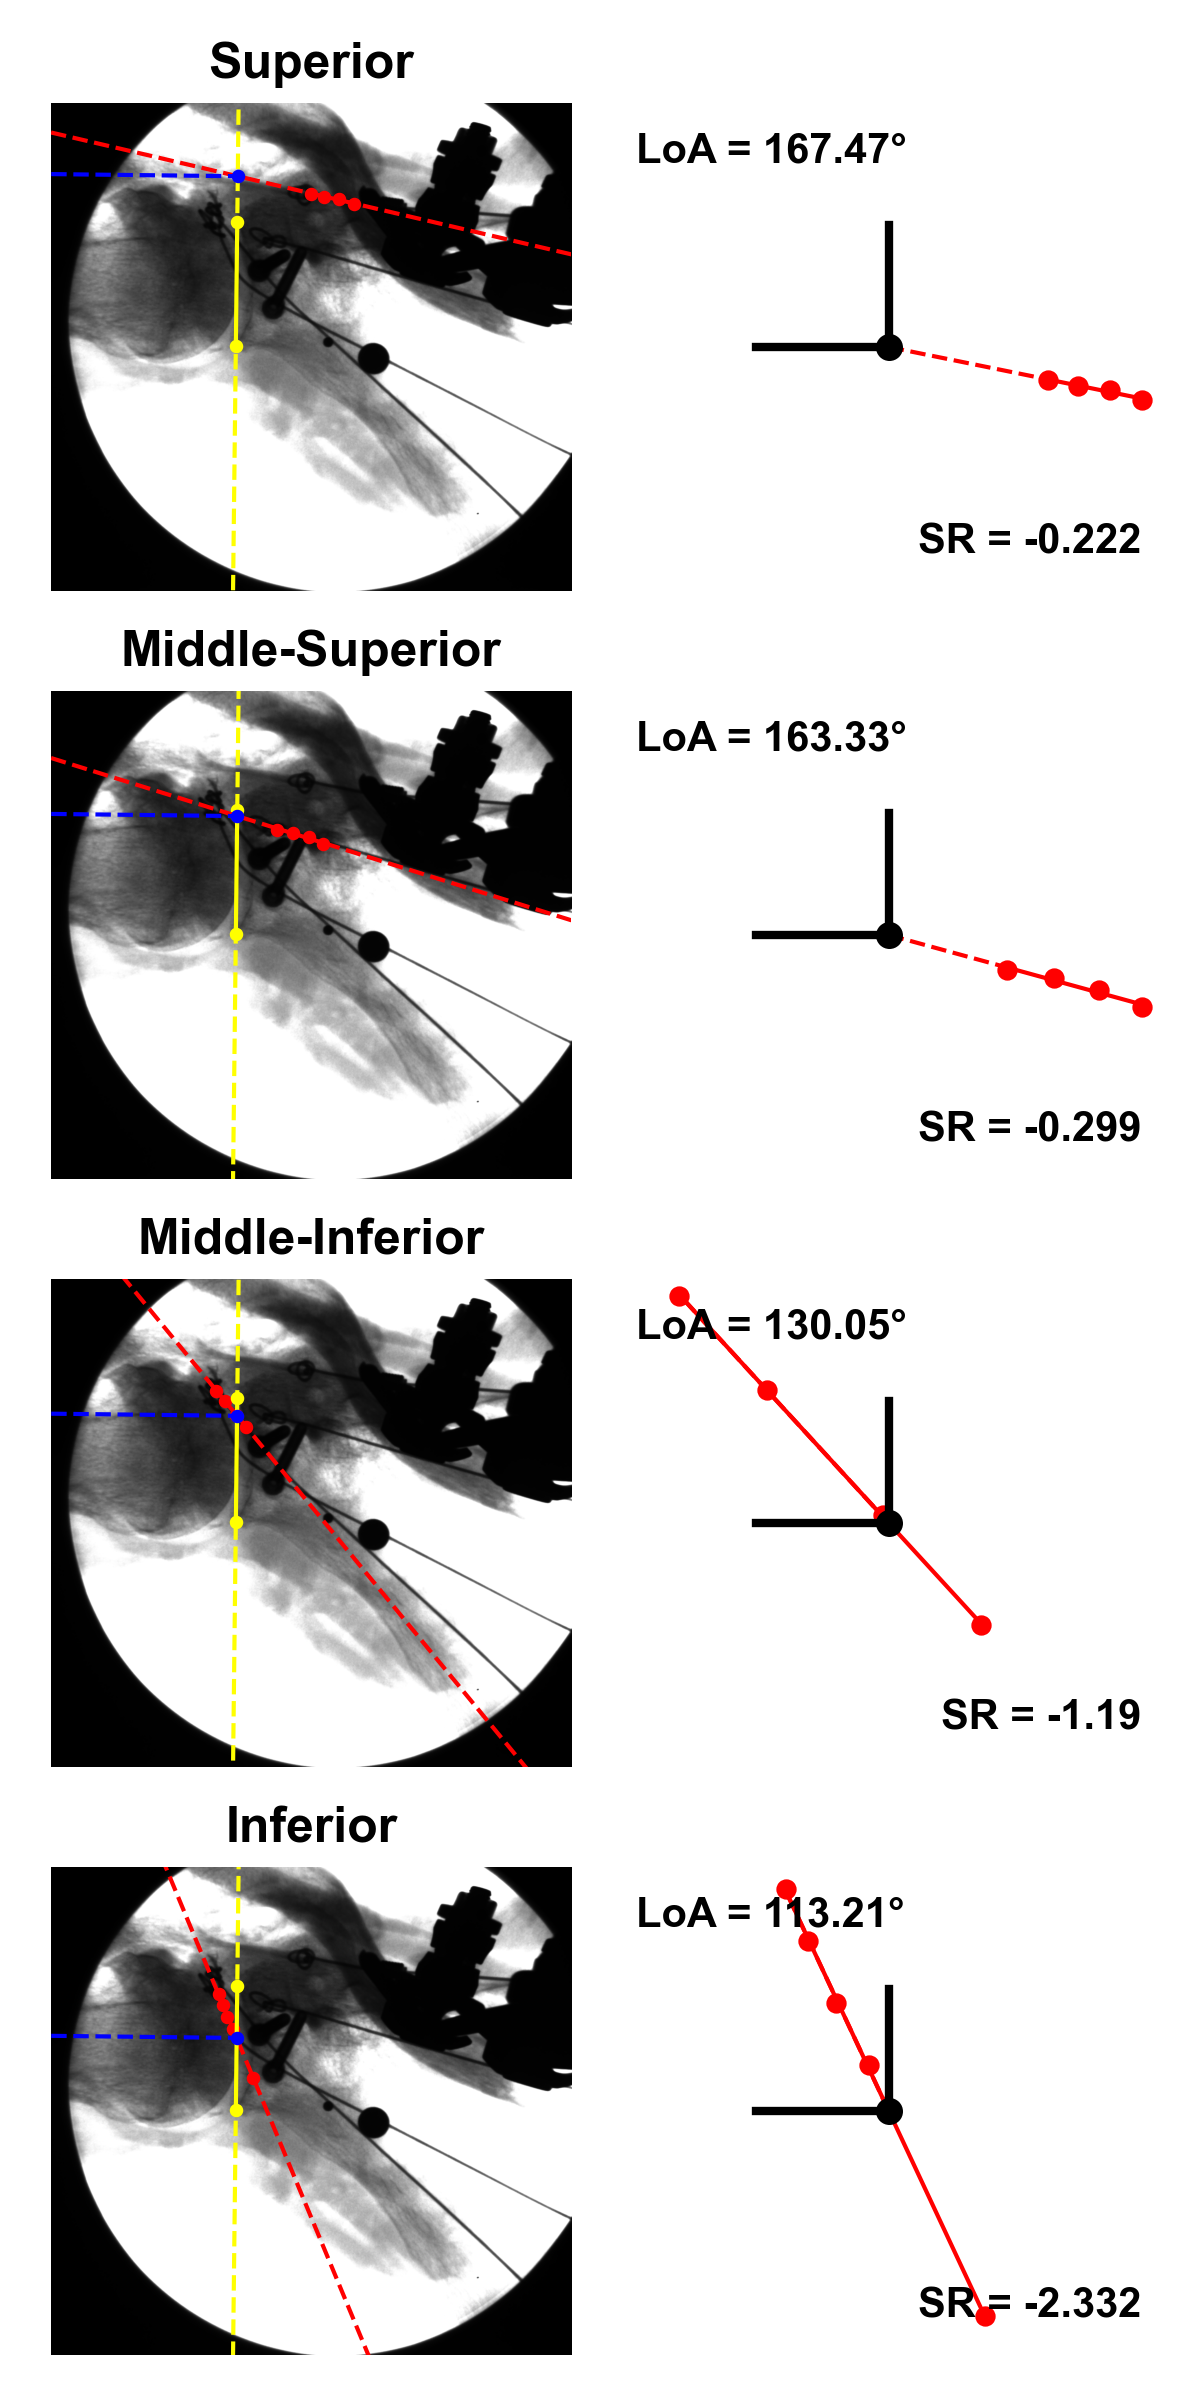 Superior
LoA = 167.47°
SR = -0.222
Middle-Superior
LoA = 163.33°
SR = -0.299
Middle-Inferior
LoA = 130.05°
SR = -1.19
Inferior
LoA = 113.21°
SR = -2.332